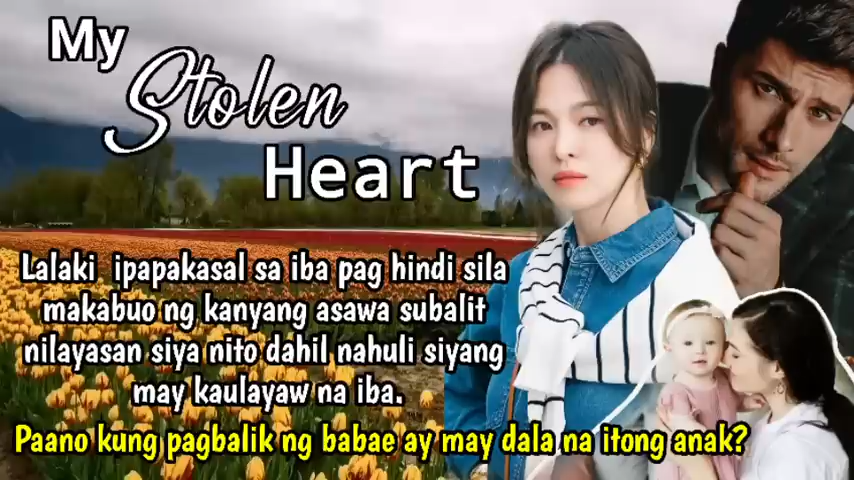 My
Stolen
Heart
Lalaki ipapakasal sa iba pag hindi sila
makabuo ng kanyang asawa subalit
nilayasan siya nito dahil nahuli siyang
may kaulayaw na iba.
Paano kung pagbalik ng babae ay may dala na itong anak?